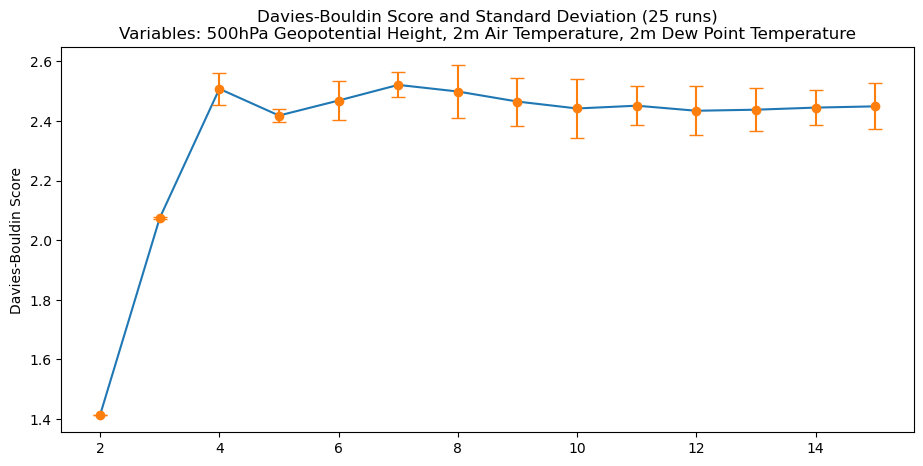 Davies-Bouldin Score and Standard Deviation (25 runs)
Variables: 500hPa Geopotential Height, 2m Air Temperature, 2m Dew Point Temperature
Davies-Bouldin Score
2.6
2.4
2.2
2.0
1.8
1.6
1.4
2 4 6 8 10 12 14